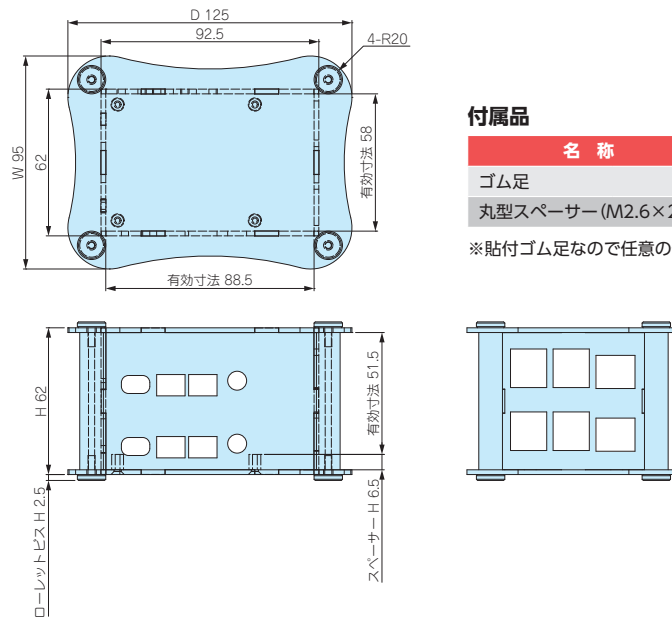 D 125
92.5
4-R20
W 95
62
有効寸法 58
有効寸法 88.5
付属品
名 称
ゴム足
丸型スペーサー(M2.6×2
※貼付ゴム足なので任意の
H 62
有効寸法 51.5
ローレットビス H 2.5
スペーサー H 6.5